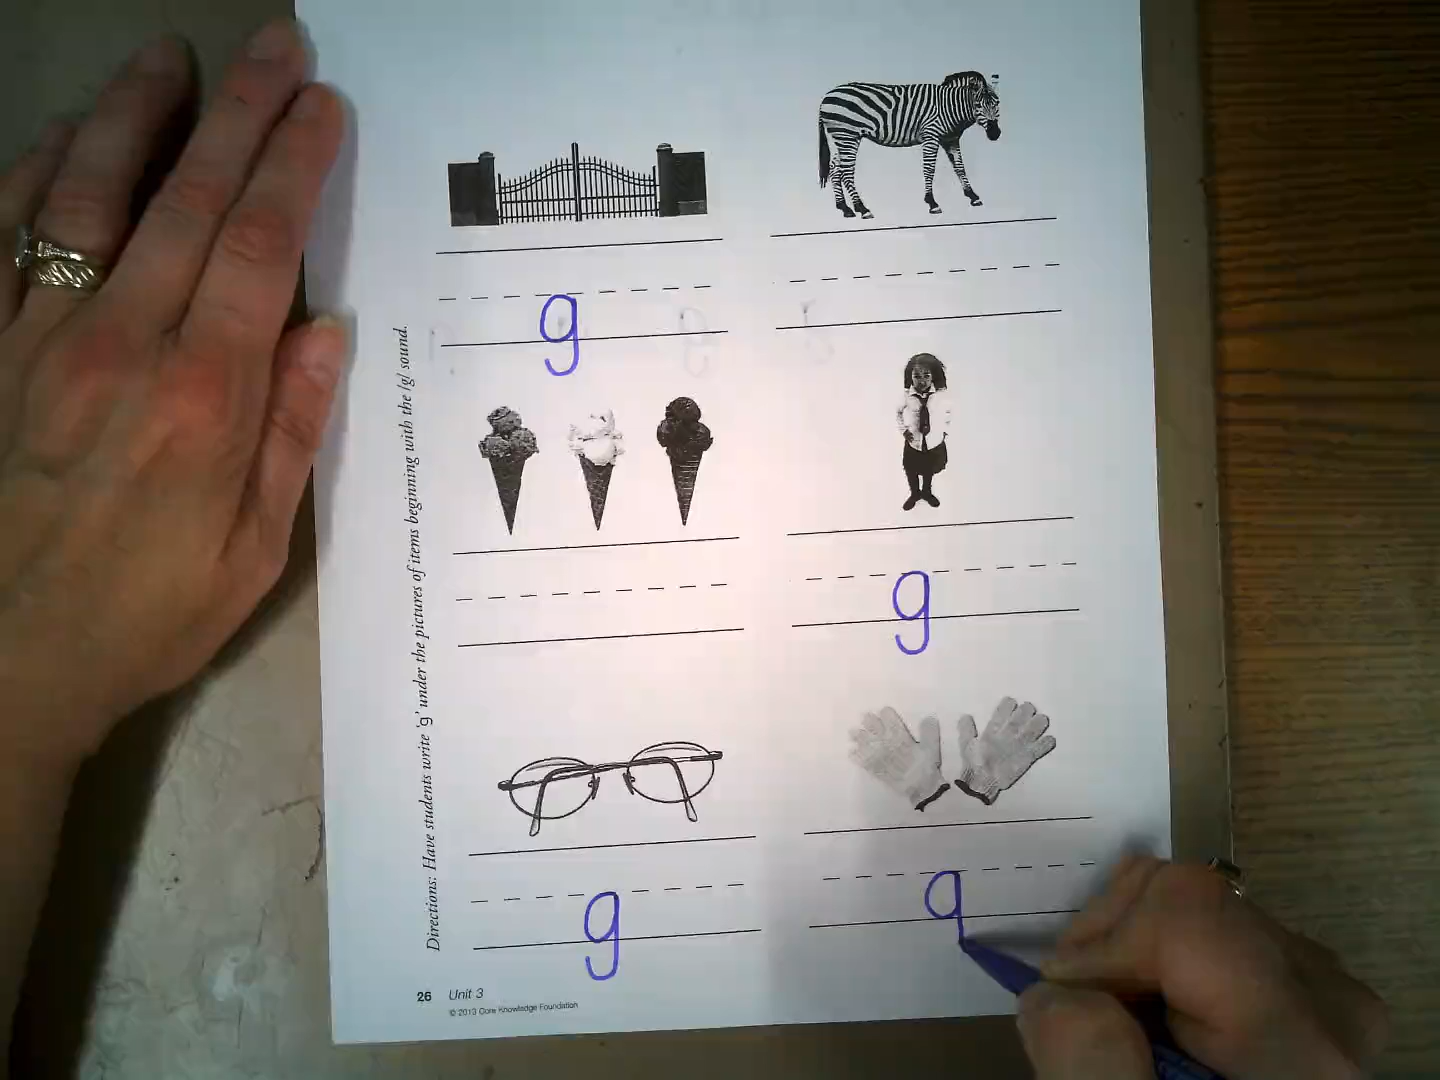 Directions: Have students write 'g' under the pictures of items beginning with the /g/ sound.
g
g
g
g
26 Unit 3
© 2013 Core Knowledge Foundation